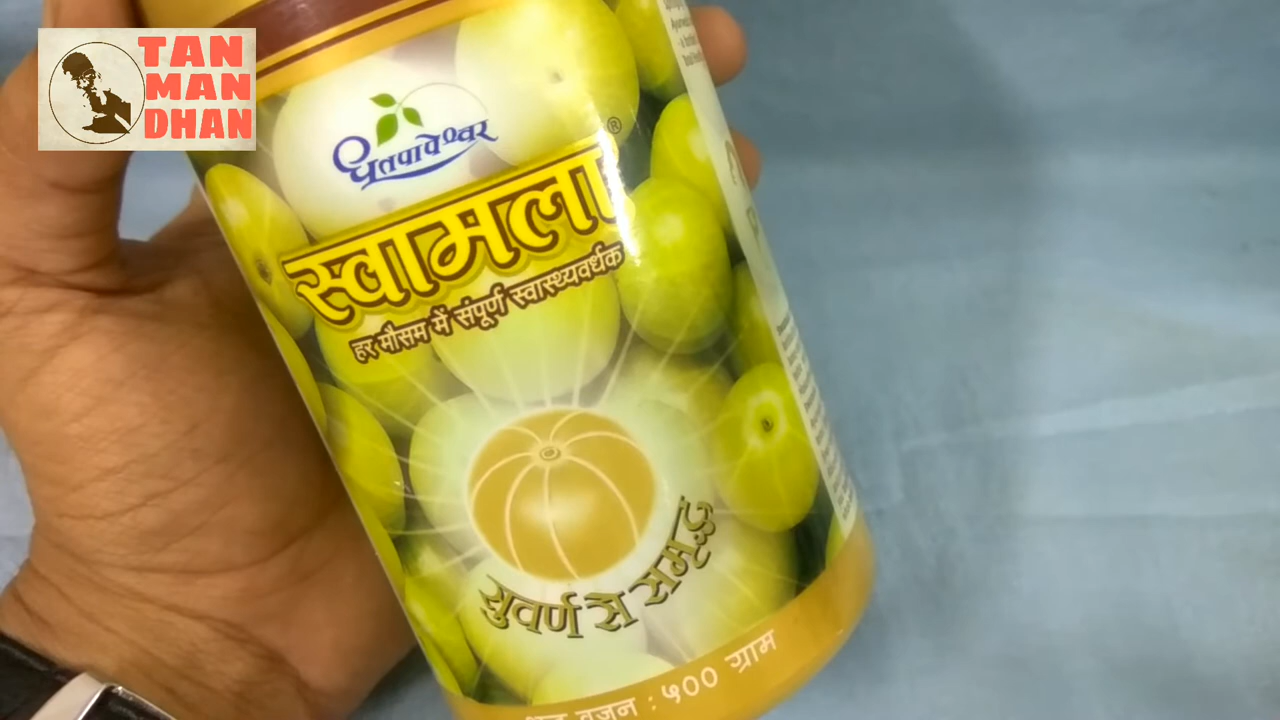 TAN
MAN
DHAN
धूतपापेश्वर
®
स्वामला
हर मौसम में संपूर्ण स्वास्थ्यवर्धक
सुवर्ण से समृद्ध
वजन : ५०० ग्राम